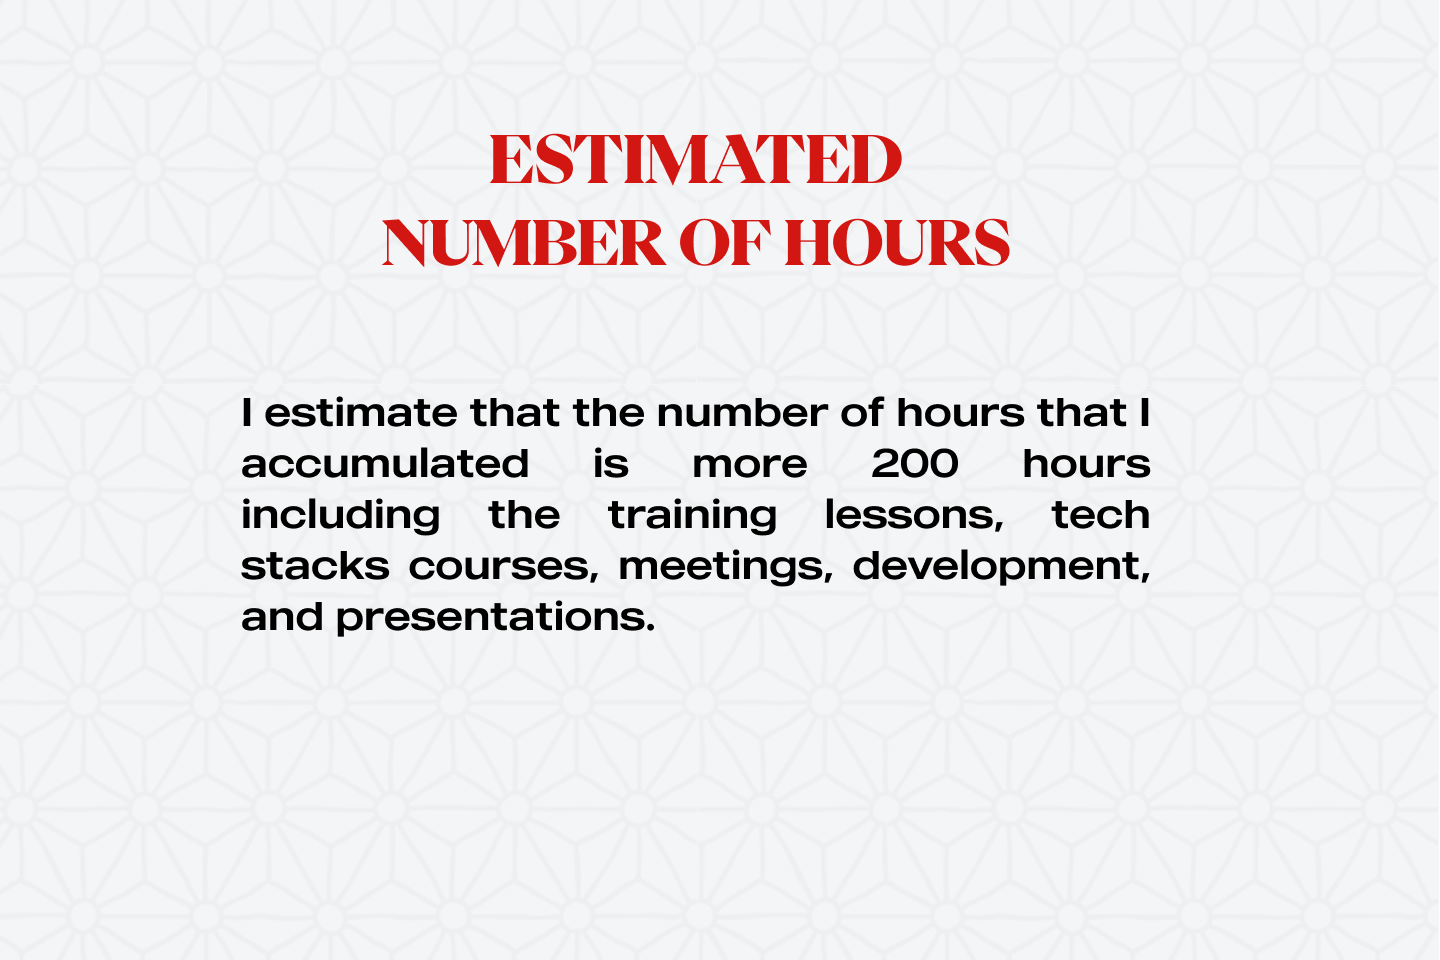 ESTIMATED
NUMBER OF HOURS
I estimate that the number of hours that I
accumulated is more 200 hours
including the training lessons, tech
stacks courses, meetings, development,
and presentations.